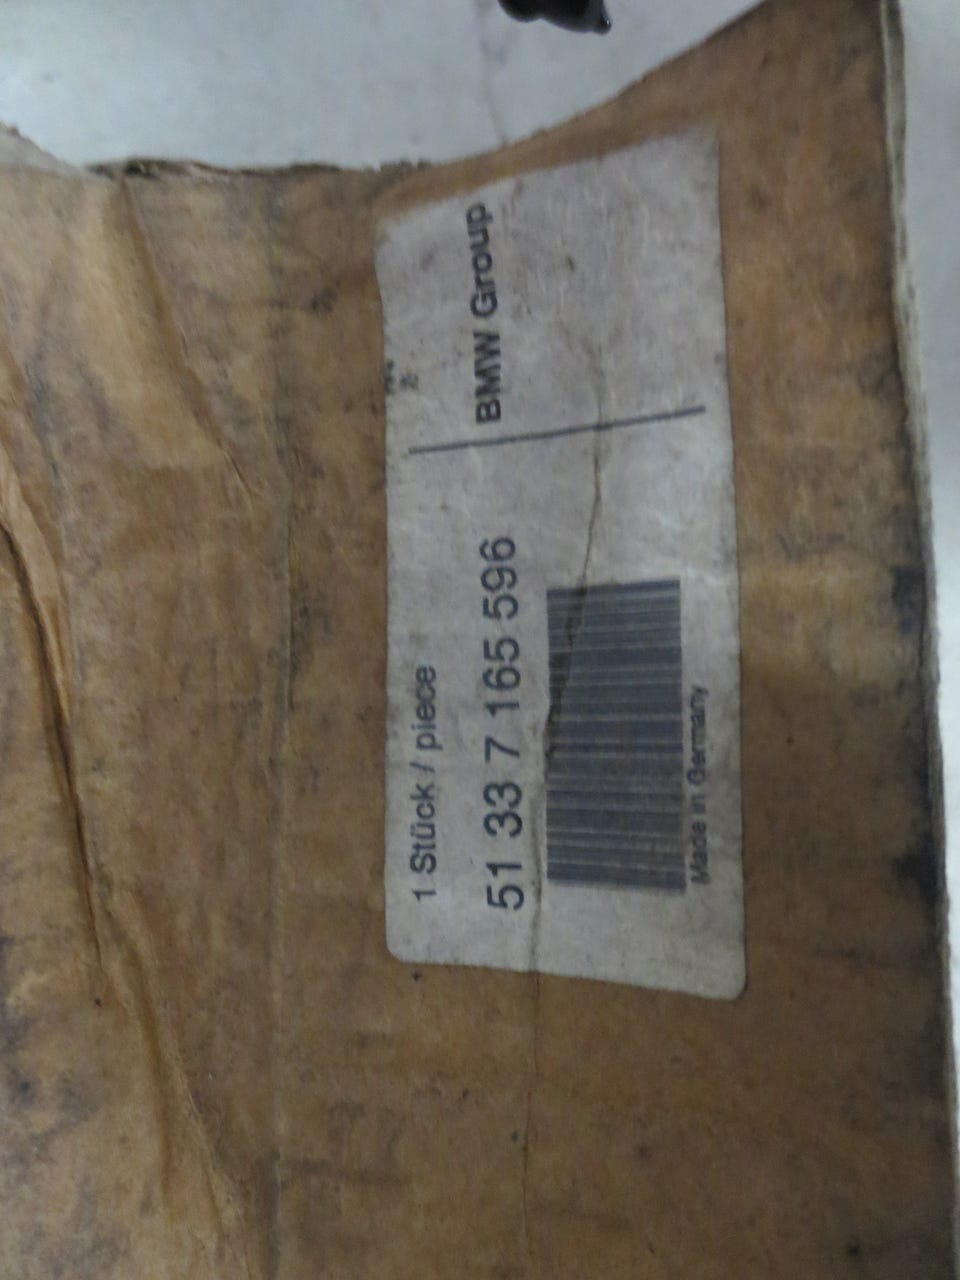 1 Stück / piece
51 33 7 165 596
Made in Germany
BMW Group